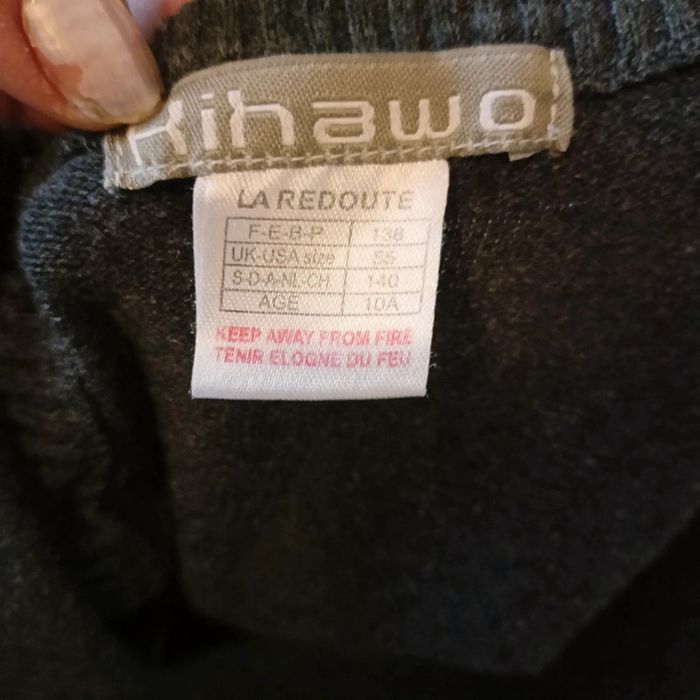 Kihawo
LA REDOUTE
F-E-B-P 138
UK-USA size 55
S-D-A-NL-CH 140
AGE 10A
KEEP AWAY FROM FIRE
TENIR ELOGNE DU FEU